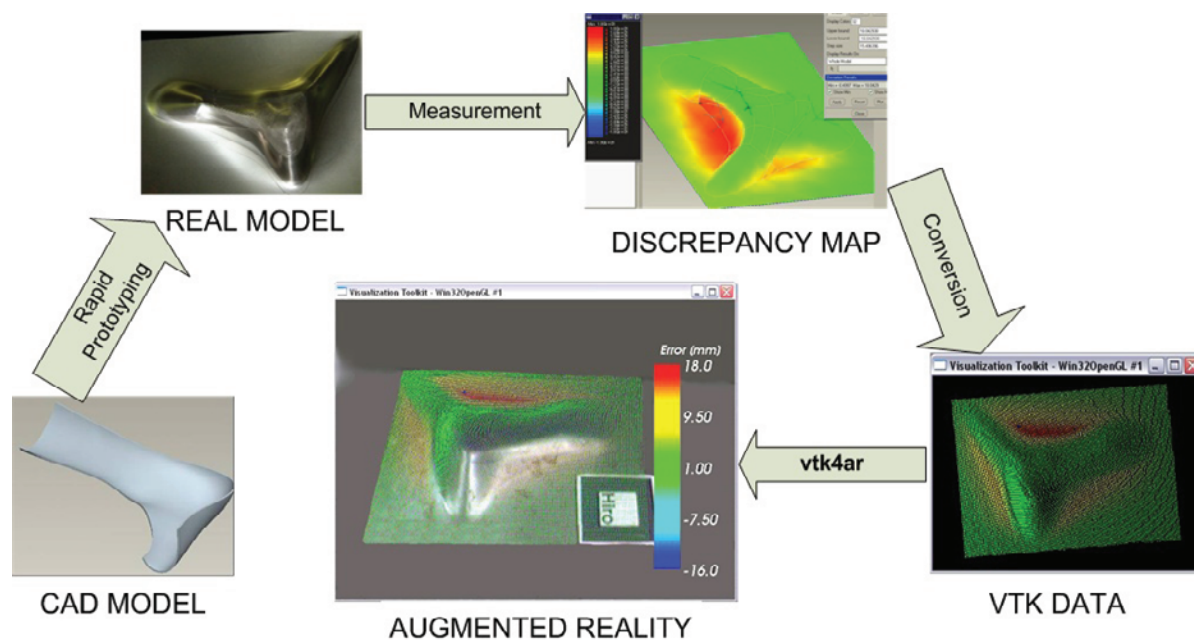 Measurement
REAL MODEL
DISCREPANCY MAP
Rapid
Prototyping
Conversion
Visualization Toolkit - Win32OpenGL #1
Error (mm)
18.0
9.50
1.00
-7.50
-16.0
Hiro
vtk4ar
Visualization Toolkit - Win32OpenGL #1
CAD MODEL
AUGMENTED REALITY
VTK DATA